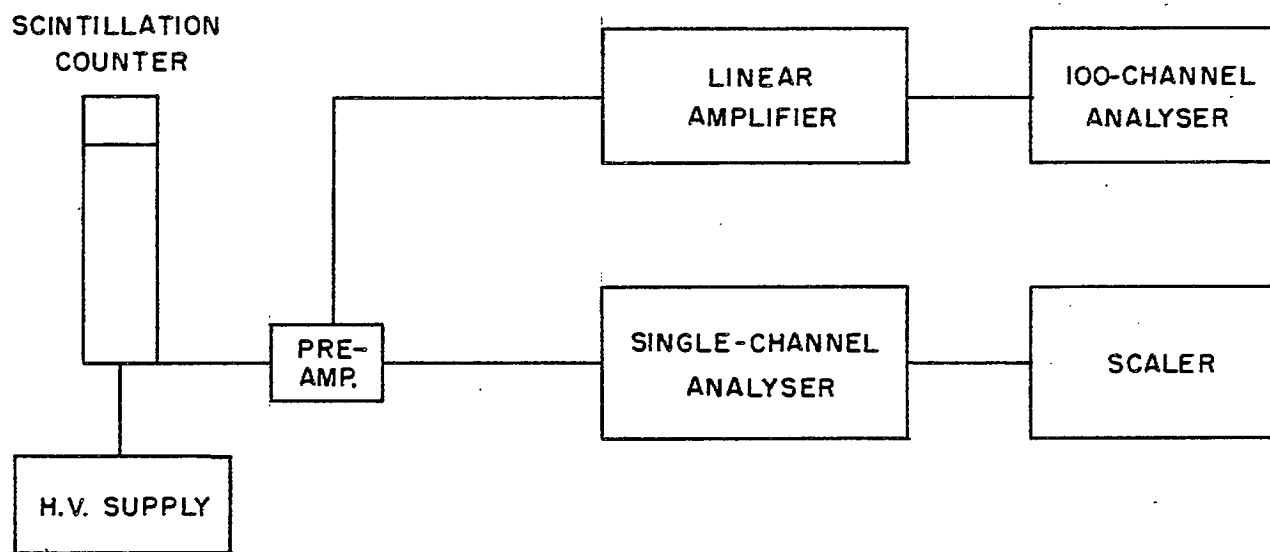 SCINTILLATION
COUNTER
LINEAR
AMPLIFIER
100-CHANNEL
ANALYSER
PRE-
AMP.
SINGLE-CHANNEL
ANALYSER
SCALER
H.V. SUPPLY